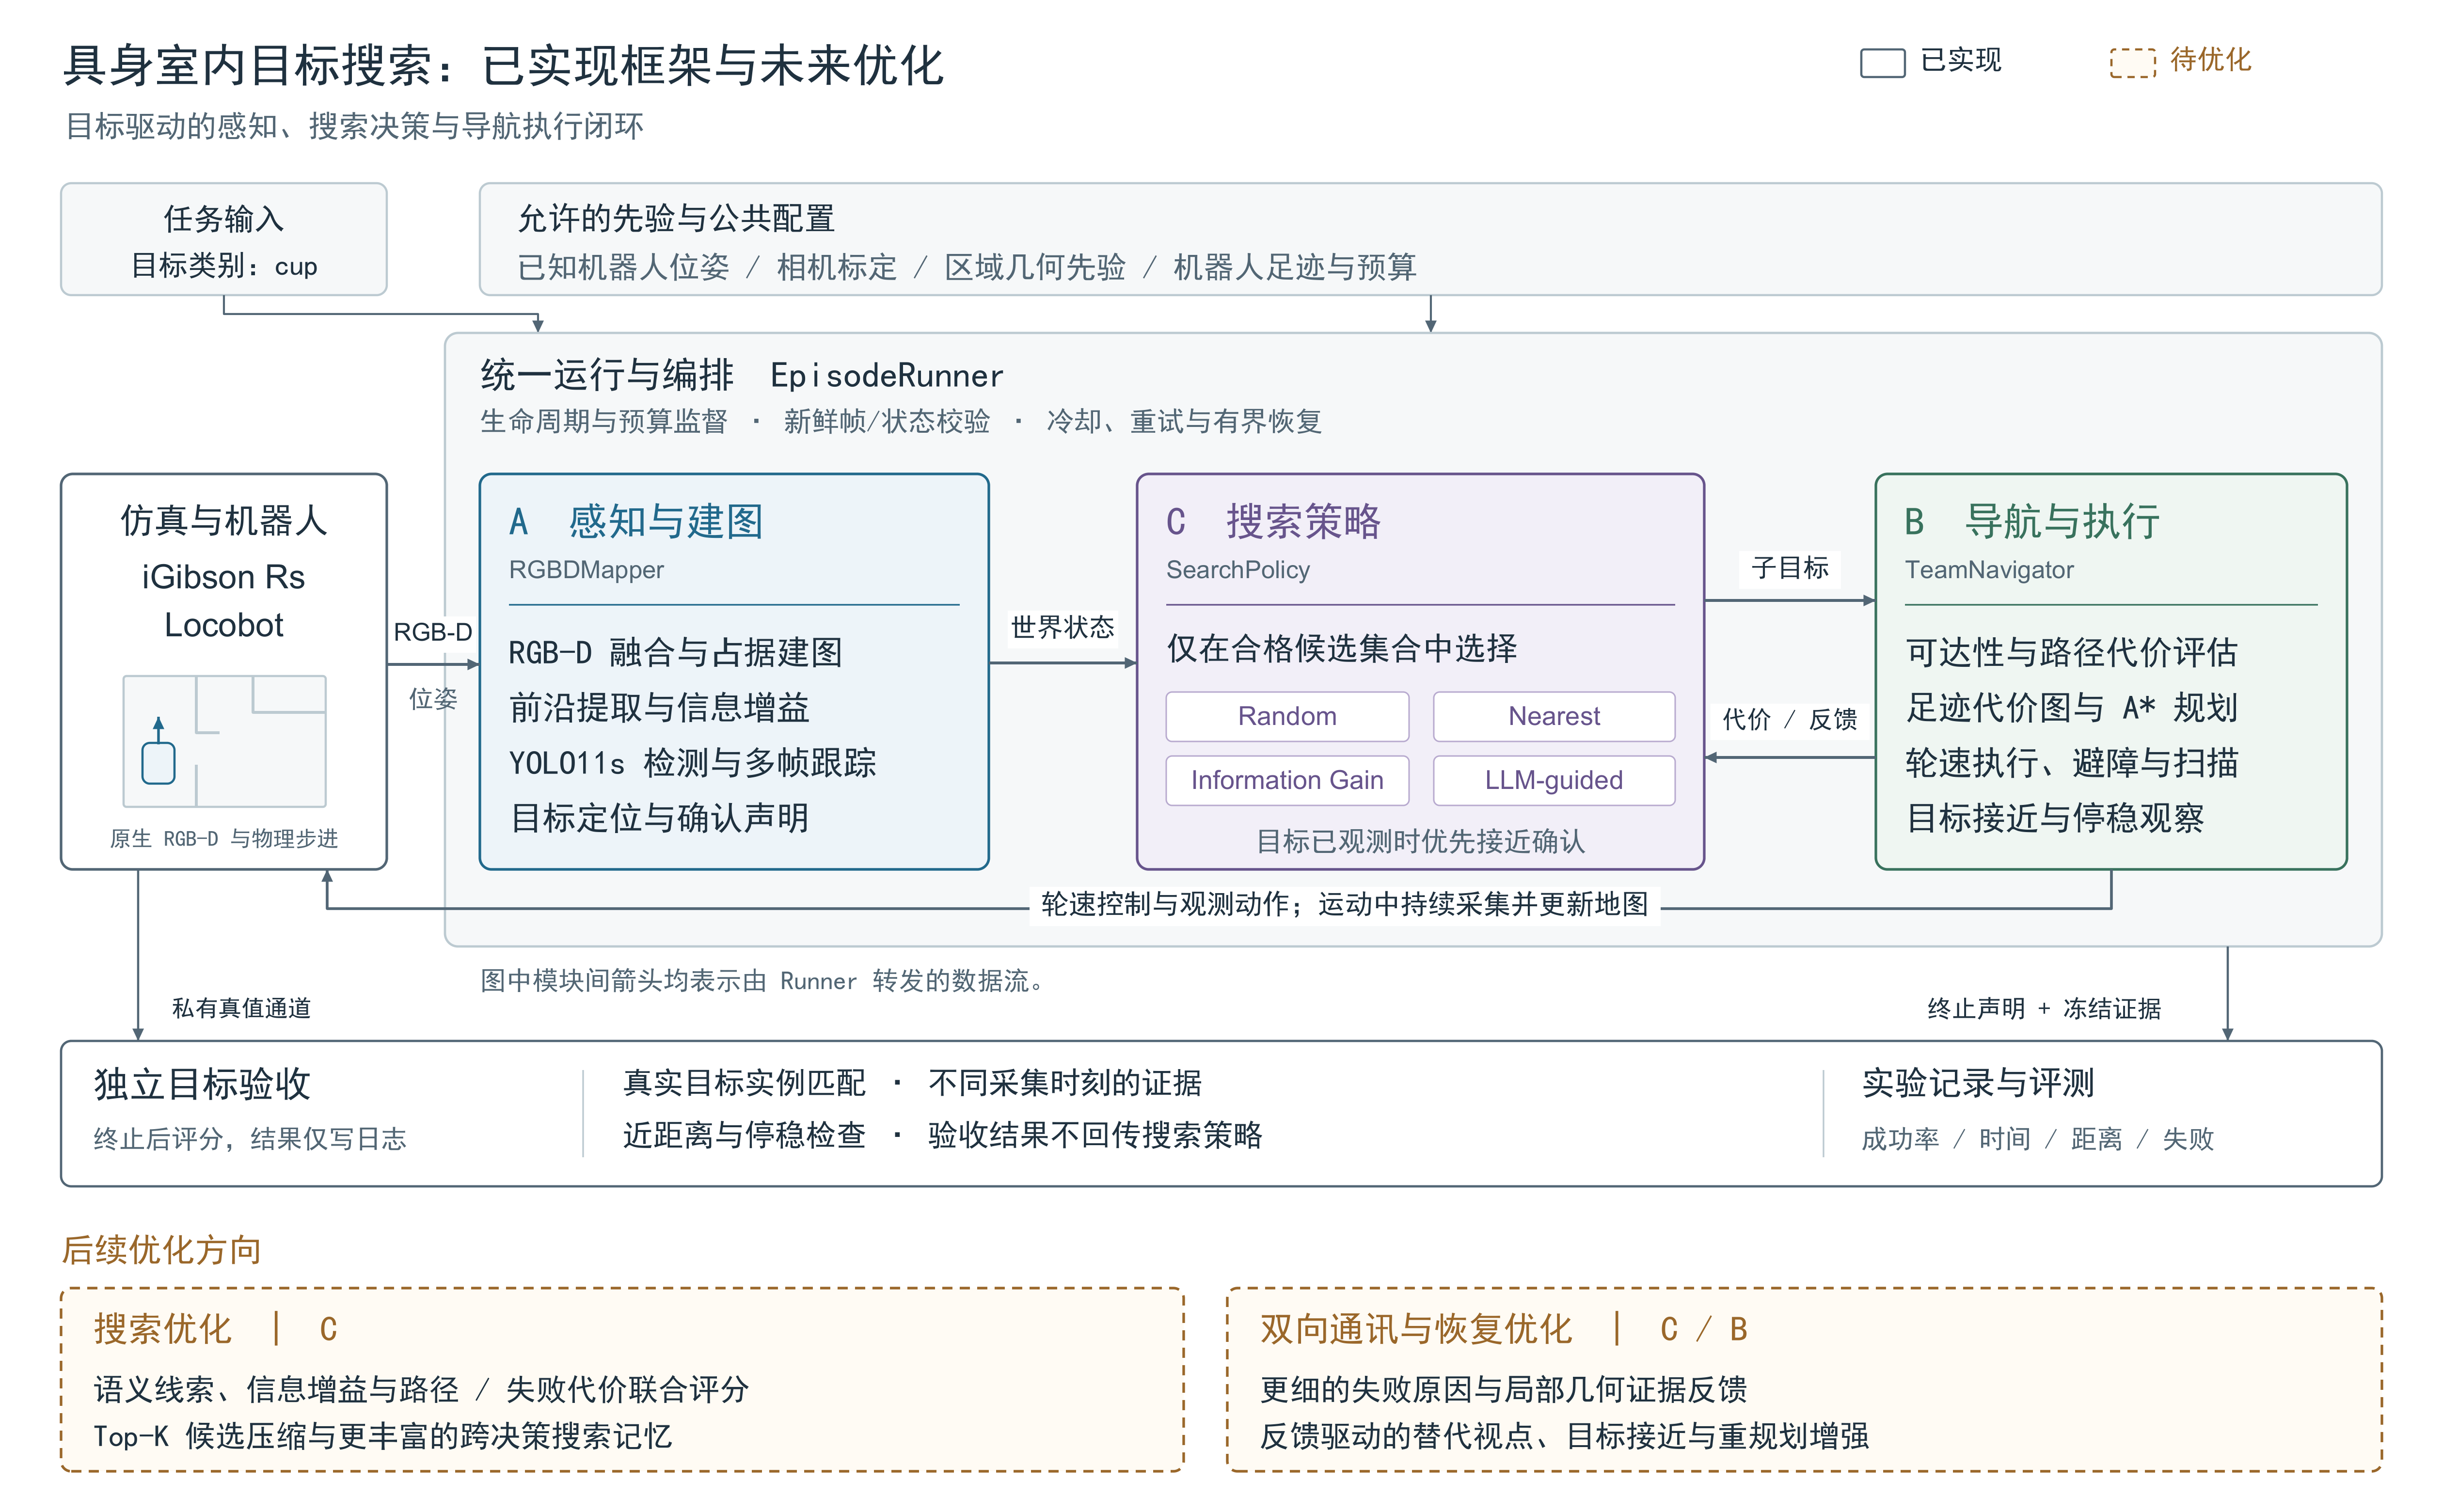 具身室内目标搜索：已实现框架与未来优化
已实现
待优化
目标驱动的感知、搜索决策与导航执行闭环
任务输入
目标类别：cup
允许的先验与公共配置
已知机器人位姿 / 相机标定 / 区域几何先验 / 机器人足迹与预算
统一运行与编排 EpisodeRunner
生命周期与预算监督 · 新鲜帧/状态校验 · 冷却、重试与有界恢复
仿真与机器人
iGibson Rs
Locobot
原生 RGB-D 与物理步进
RGB-D
位姿
A 感知与建图
RGBDMapper
RGB-D 融合与占据建图
前沿提取与信息增益
YOLO11s 检测与多帧跟踪
目标定位与确认声明
世界状态
C 搜索策略
SearchPolicy
仅在合格候选集合中选择
Random
Nearest
Information Gain
LLM-guided
目标已观测时优先接近确认
子目标
代价 / 反馈
B 导航与执行
TeamNavigator
可达性与路径代价评估
足迹代价图与 A* 规划
轮速执行、避障与扫描
目标接近与停稳观察
轮速控制与观测动作；运动中持续采集并更新地图
图中模块间箭头均表示由 Runner 转发的数据流。
私有真值通道
终止声明 + 冻结证据
独立目标验收
终止后评分，结果仅写日志
真实目标实例匹配 · 不同采集时刻的证据
近距离与停稳检查 · 验收结果不回传搜索策略
实验记录与评测
成功率 / 时间 / 距离 / 失败
后续优化方向
搜索优化 | C
语义线索、信息增益与路径 / 失败代价联合评分
Top-K 候选压缩与更丰富的跨决策搜索记忆
双向通讯与恢复优化 | C / B
更细的失败原因与局部几何证据反馈
反馈驱动的替代视点、目标接近与重规划增强